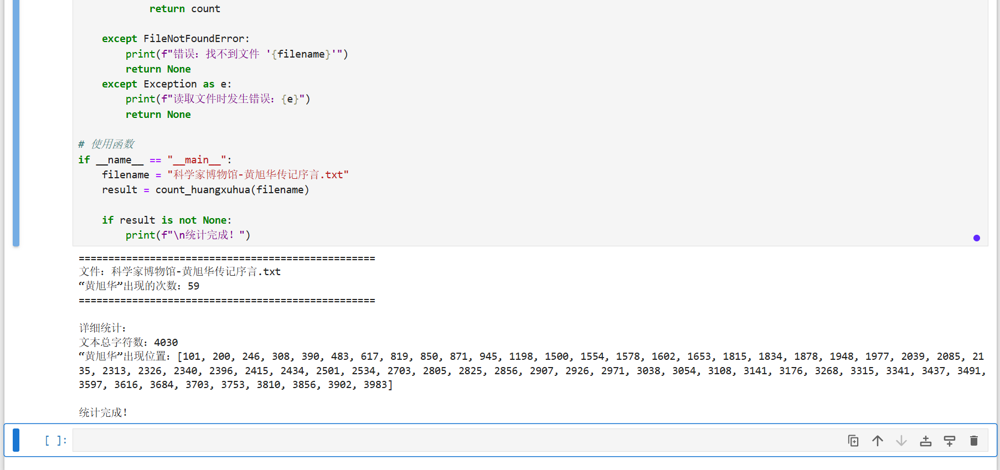 return count
except FileNotFoundError:
print(f"错误：找不到文件 '{filename}'")
return None
except Exception as e:
print(f"读取文件时发生错误：{e}")
return None
# 使用函数
if __name__ == "__main__":
filename = "科学家博物馆-黄旭华传记序言.txt"
result = count_huangxuhua(filename)
if result is not None:
print(f"\n统计完成！")
==================================================
文件：科学家博物馆-黄旭华传记序言.txt
“黄旭华”出现的次数：59
==================================================
详细统计：
文本总字符数：4030
“黄旭华”出现位置：[101, 200, 246, 308, 390, 483, 617, 819, 850, 871, 945, 1198, 1500, 1554, 1578, 1602, 1653, 1815, 1834, 1878, 1948, 1977, 2039, 2085, 21
35, 2313, 2326, 2340, 2396, 2415, 2434, 2501, 2534, 2703, 2805, 2825, 2856, 2907, 2926, 2971, 3038, 3054, 3108, 3141, 3176, 3268, 3315, 3341, 3437, 3491,
3597, 3616, 3684, 3703, 3753, 3810, 3856, 3902, 3983]
统计完成！
[ ]: